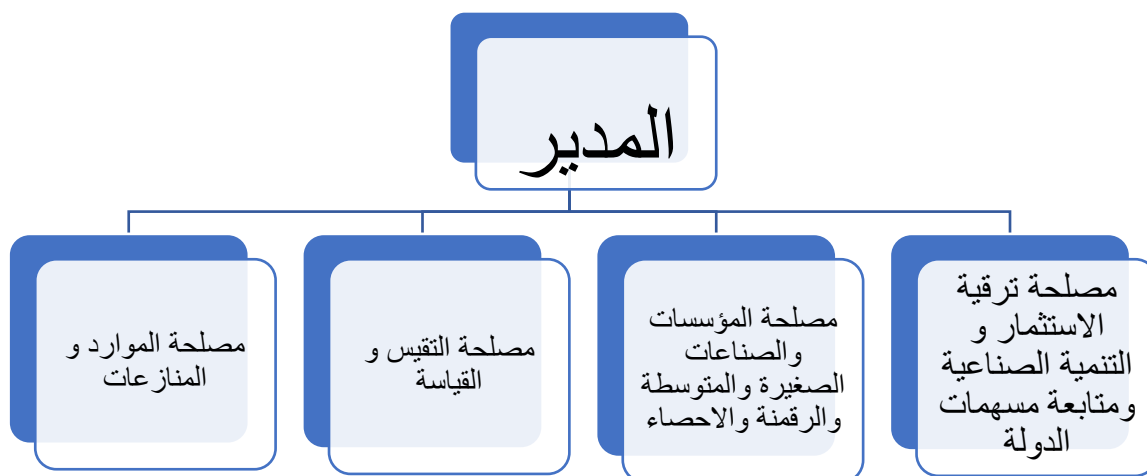 المدير
مصلحة ترقية
الاستثمار و
التنمية الصناعية
ومتابعة مسهمات
الدولة
مصلحة المؤسسات
والصناعات
الصغيرة والمتوسطة
والرقمنة والاحصاء
مصلحة التقيس و
القياسة
مصلحة الموارد و
المنازعات